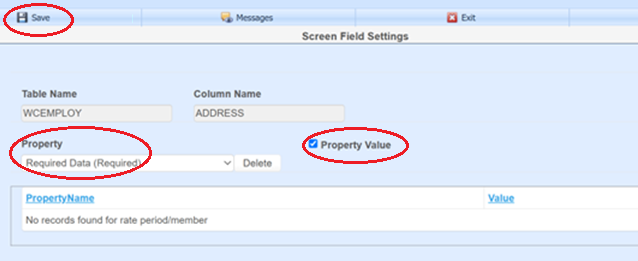 Save Messages Exit
Screen Field Settings
Table Name Column Name
WCEMPLOY ADDRESS
Property Property Value
Required Data (Required) Delete
PropertyName Value
No records found for rate period/member